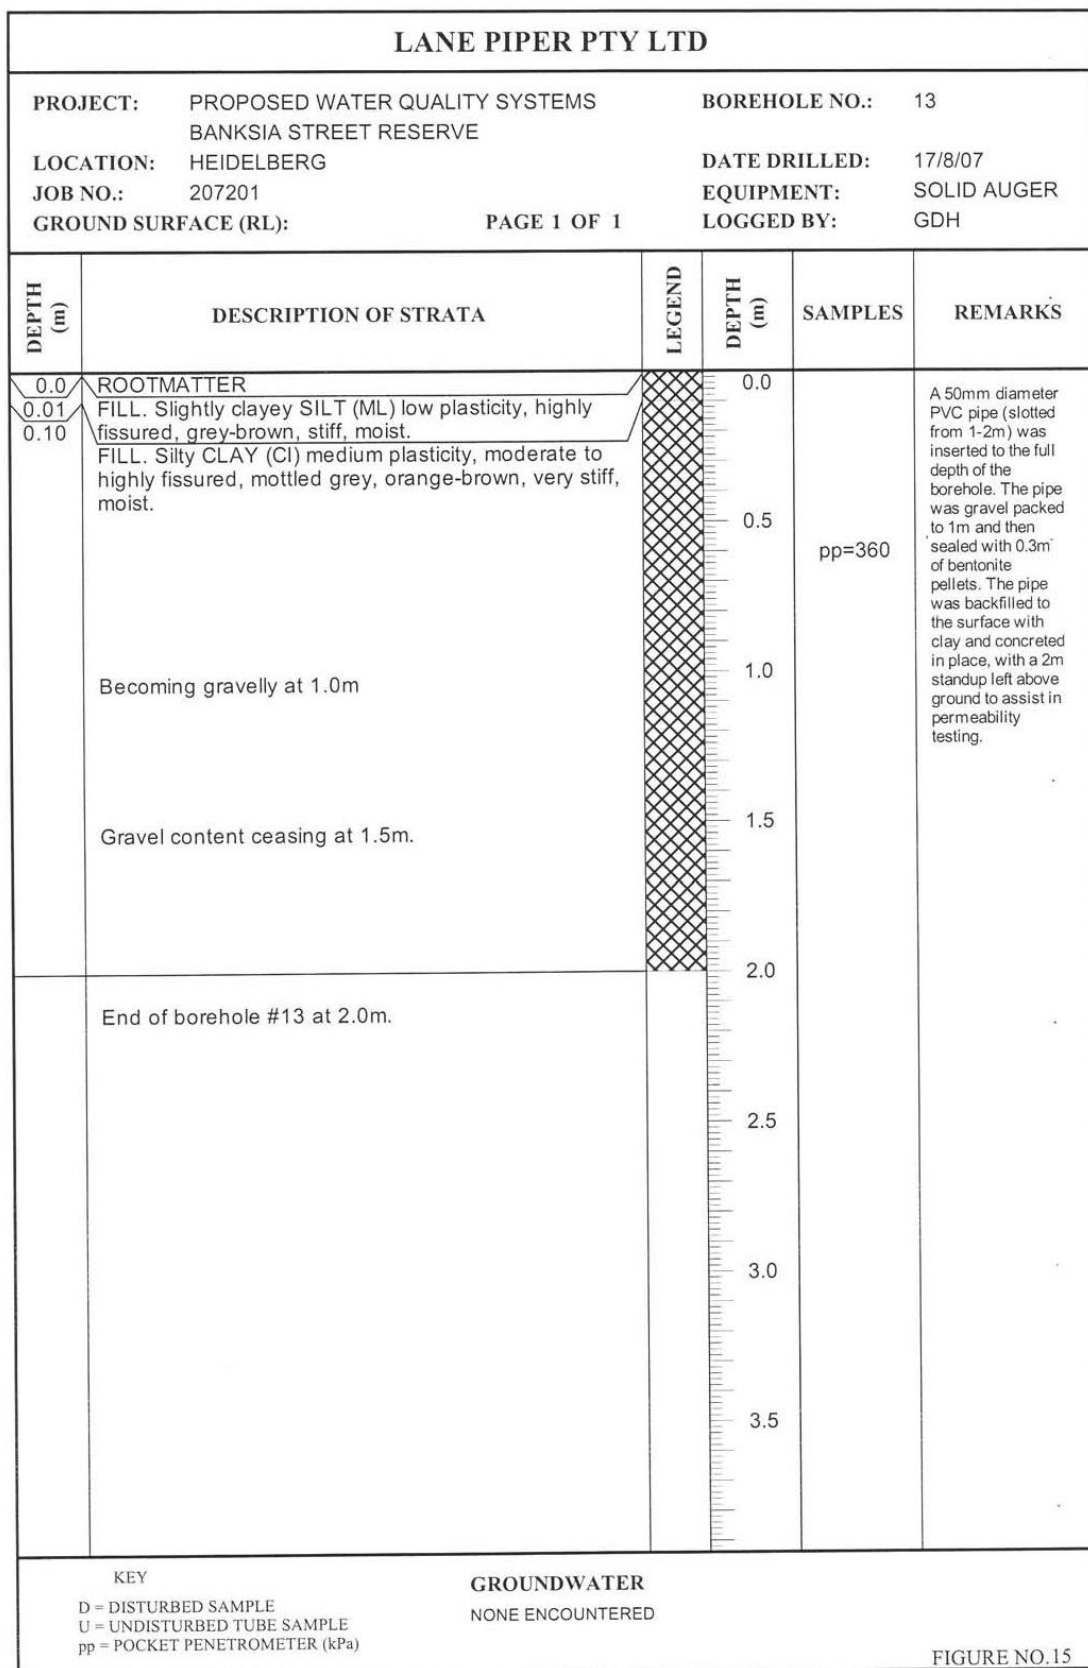 LANE PIPER PTY LTD
PROJECT: PROPOSED WATER QUALITY SYSTEMS
BANKSIA STREET RESERVE
BOREHOLE NO.: 13
LOCATION: HEIDELBERG
DATE DRILLED: 17/8/07
JOB NO.: 207201
EQUIPMENT: SOLID AUGER
GROUND SURFACE (RL): PAGE 1 OF 1
LOGGED BY: GDH
DEPTH
(m)
DESCRIPTION OF STRATA
LEGEND
DEPTH
(m)
SAMPLES
REMARKS
0.0 ROOTMATTER
0.01 FILL. Slightly clayey SILT (ML) low plasticity, highly
fissured, grey-brown, stiff, moist.
0.10 FILL. Silty CLAY (CI) medium plasticity, moderate to
highly fissured, mottled grey, orange-brown, very stiff,
moist.
Becoming gravelly at 1.0m
Gravel content ceasing at 1.5m.
End of borehole #13 at 2.0m.
0.0
0.5
1.0
1.5
2.0
2.5
3.0
3.5
pp=360
A 50mm diameter
PVC pipe (slotted
from 1-2m) was
inserted to the full
depth of the
borehole. The pipe
was gravel packed
to 1m and then
sealed with 0.3m
of bentonite
pellets. The pipe
was backfilled to
the surface with
clay and concreted
in place, with a 2m
standup left above
ground to assist in
permeability
testing.
KEY
D = DISTURBED SAMPLE
U = UNDISTURBED TUBE SAMPLE
pp = POCKET PENETROMETER (kPa)
GROUNDWATER
NONE ENCOUNTERED
FIGURE NO.15